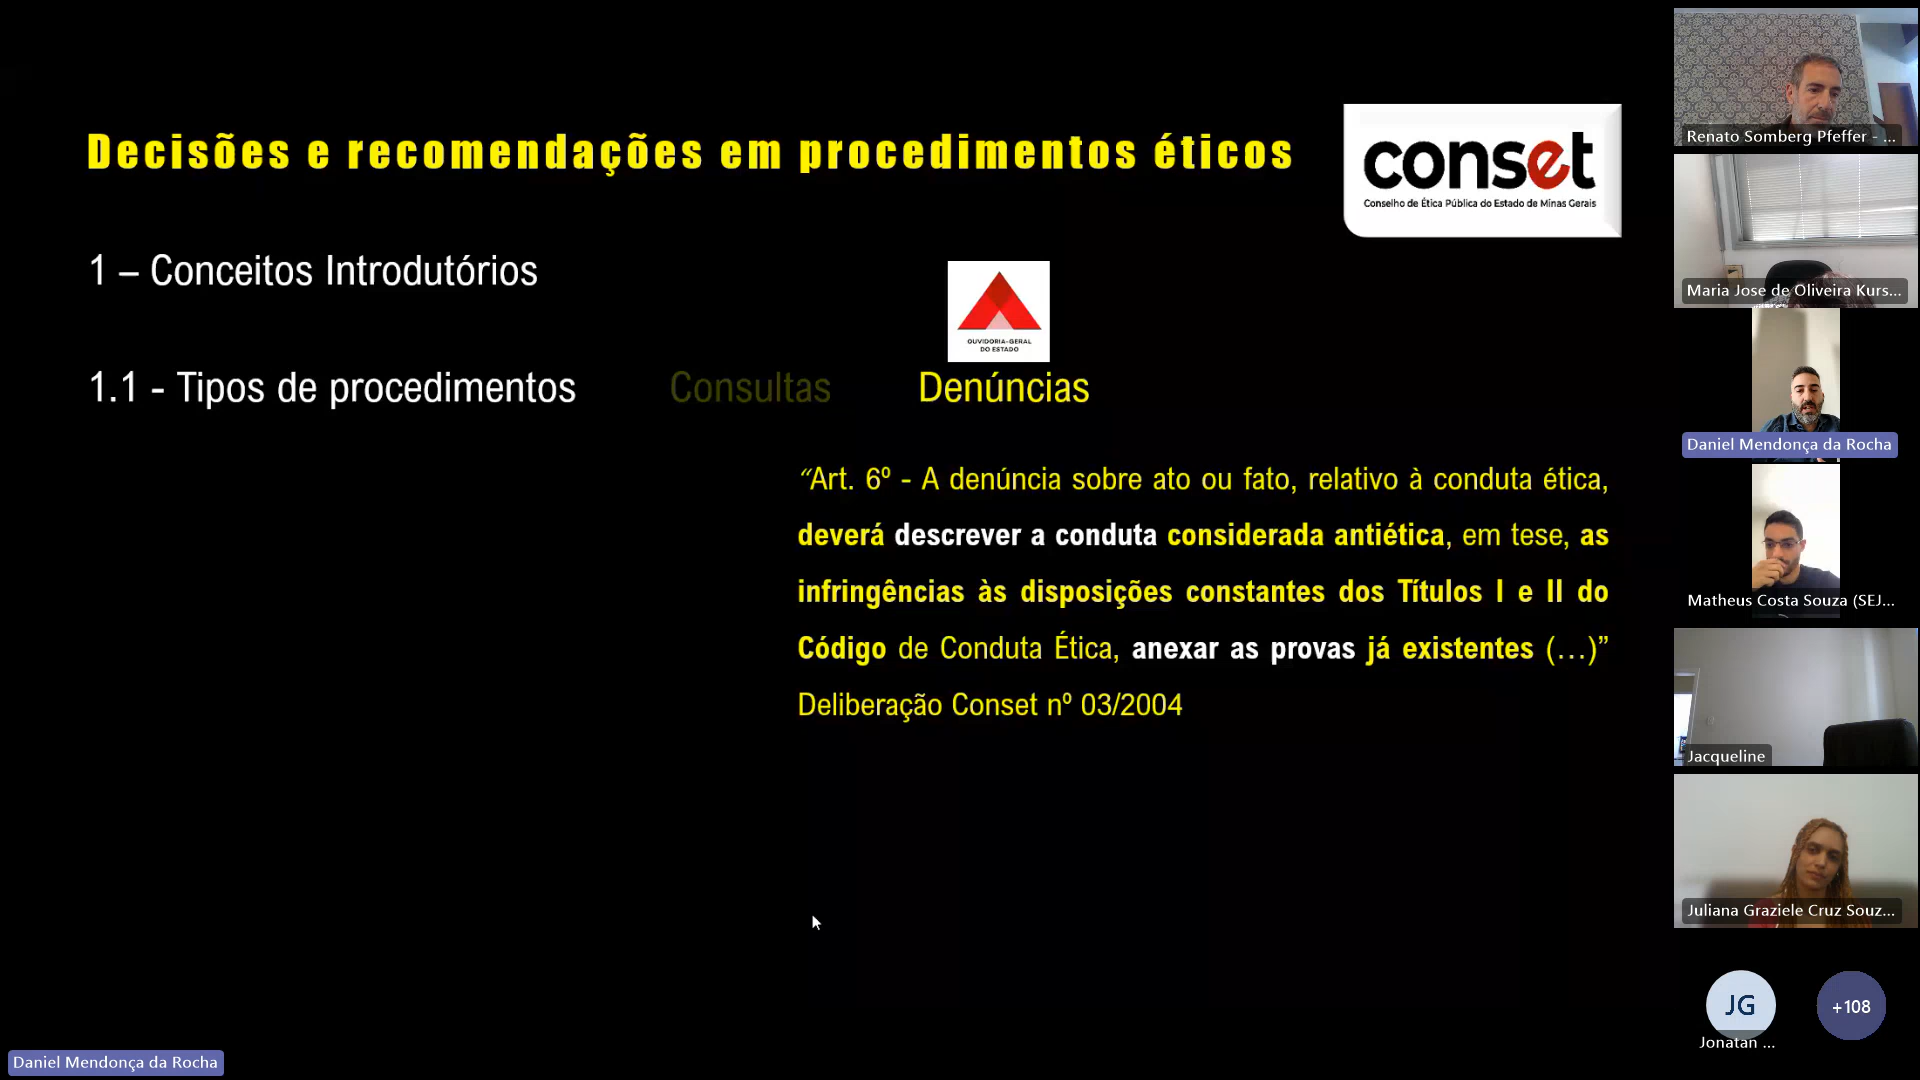 Decisões e recomendações em procedimentos éticos
conset
Conselho de Ética Pública do Estado de Minas Gerais
1 – Conceitos Introdutórios
OUVIDORIA-GERAL
DO ESTADO
1.1 - Tipos de procedimentos
Consultas
Denúncias
“Art. 6º - A denúncia sobre ato ou fato, relativo à conduta ética,
deverá descrever a conduta considerada antiética, em tese, as
infringências às disposições constantes dos Títulos I e II do
Código de Conduta Ética, anexar as provas já existentes (…)”
Deliberação Conset nº 03/2004
Renato Somberg Pfeffer - ...
Maria Jose de Oliveira Kurs...
Daniel Mendonça da Rocha
Matheus Costa Souza (SEJ...
Jacqueline
Juliana Graziele Cruz Souz...
JG
+108
Jonatan ...
Daniel Mendonça da Rocha